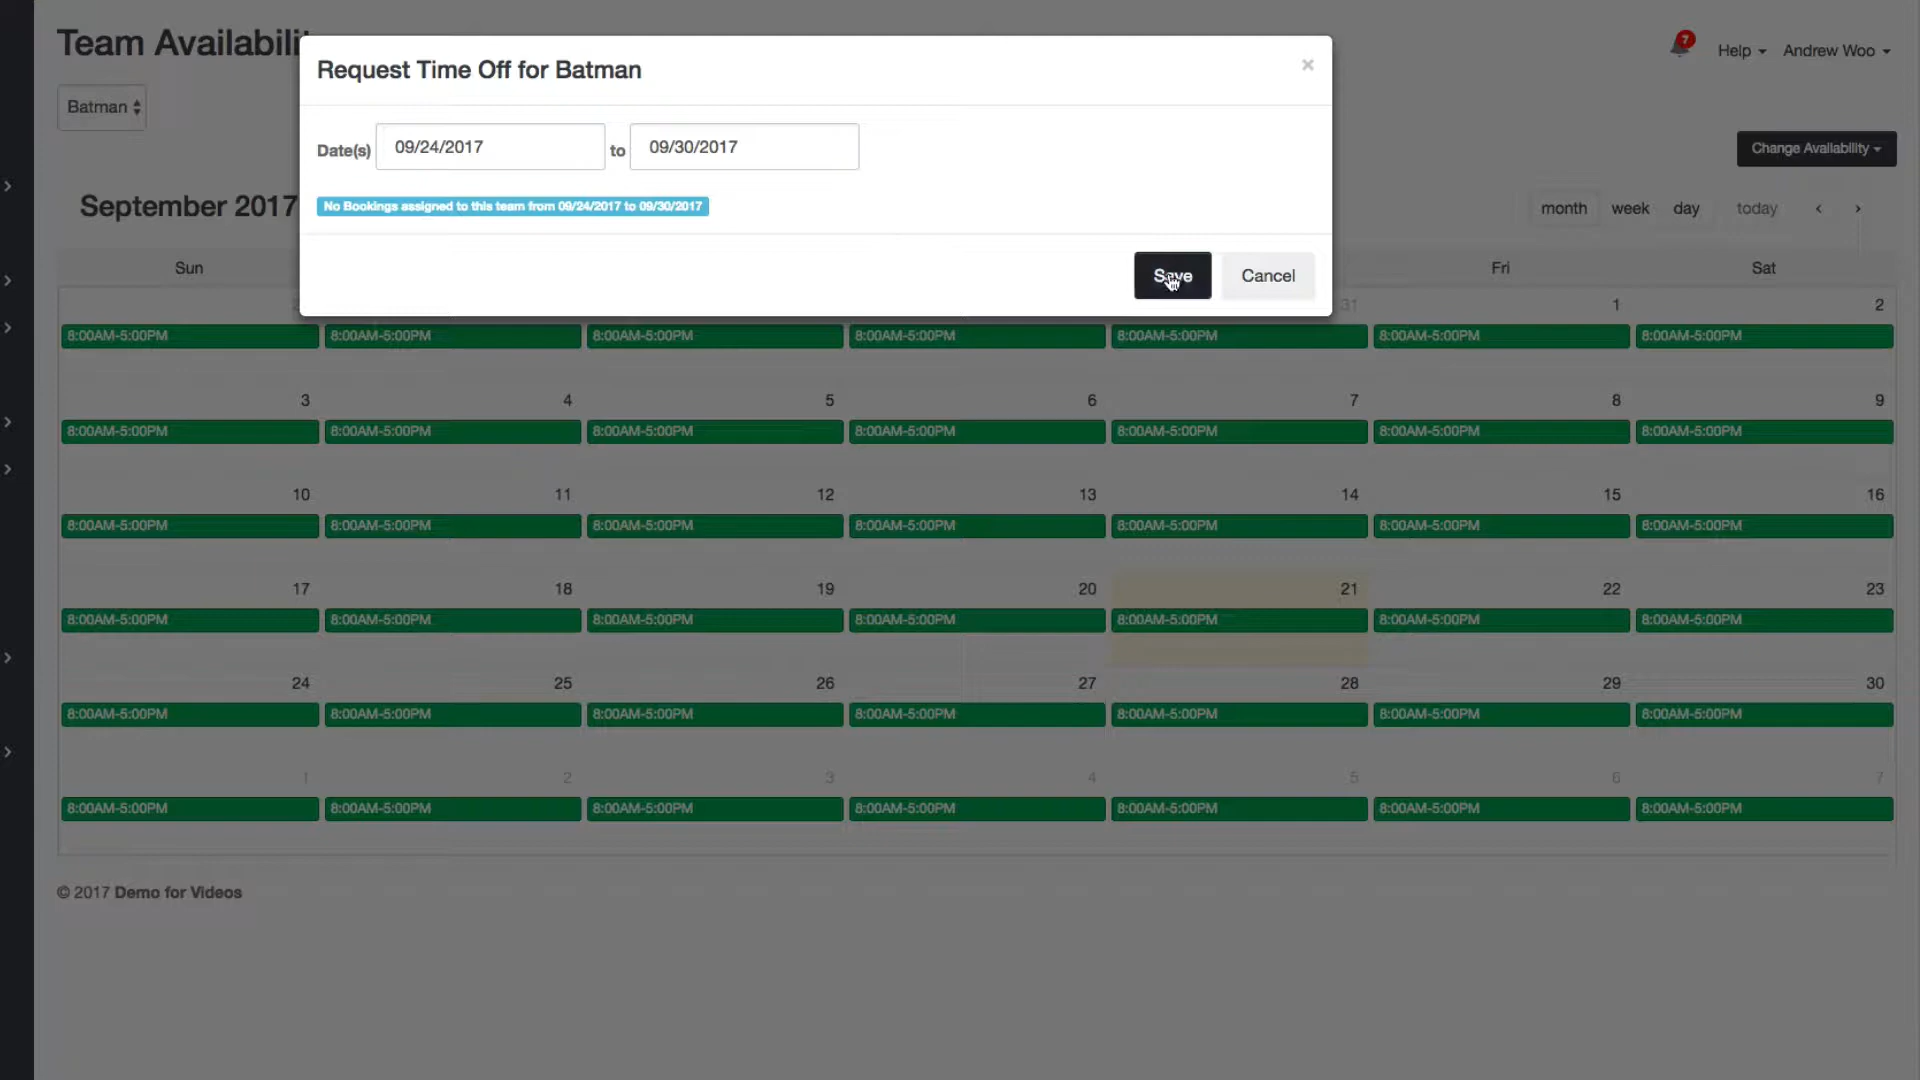 Team Availabili
Request Time Off for Batman
×
7
Help
Andrew Woo
Batman
Date(s) 09/24/2017 to 09/30/2017
Change Availability
No Bookings assigned to this team from 09/24/2017 to 09/30/2017
September 2017
month week day today
Save Cancel
Sun Fri Sat
31 1 2
8:00AM-5:00PM 8:00AM-5:00PM 8:00AM-5:00PM 8:00AM-5:00PM 8:00AM-5:00PM 8:00AM-5:00PM 8:00AM-5:00PM
3 4 5 6 7 8 9
8:00AM-5:00PM 8:00AM-5:00PM 8:00AM-5:00PM 8:00AM-5:00PM 8:00AM-5:00PM 8:00AM-5:00PM 8:00AM-5:00PM
10 11 12 13 14 15 16
8:00AM-5:00PM 8:00AM-5:00PM 8:00AM-5:00PM 8:00AM-5:00PM 8:00AM-5:00PM 8:00AM-5:00PM 8:00AM-5:00PM
17 18 19 20 21 22 23
8:00AM-5:00PM 8:00AM-5:00PM 8:00AM-5:00PM 8:00AM-5:00PM 8:00AM-5:00PM 8:00AM-5:00PM 8:00AM-5:00PM
24 25 26 27 28 29 30
8:00AM-5:00PM 8:00AM-5:00PM 8:00AM-5:00PM 8:00AM-5:00PM 8:00AM-5:00PM 8:00AM-5:00PM 8:00AM-5:00PM
1 2 3 4 5 6 7
8:00AM-5:00PM 8:00AM-5:00PM 8:00AM-5:00PM 8:00AM-5:00PM 8:00AM-5:00PM 8:00AM-5:00PM 8:00AM-5:00PM
© 2017 Demo for Videos